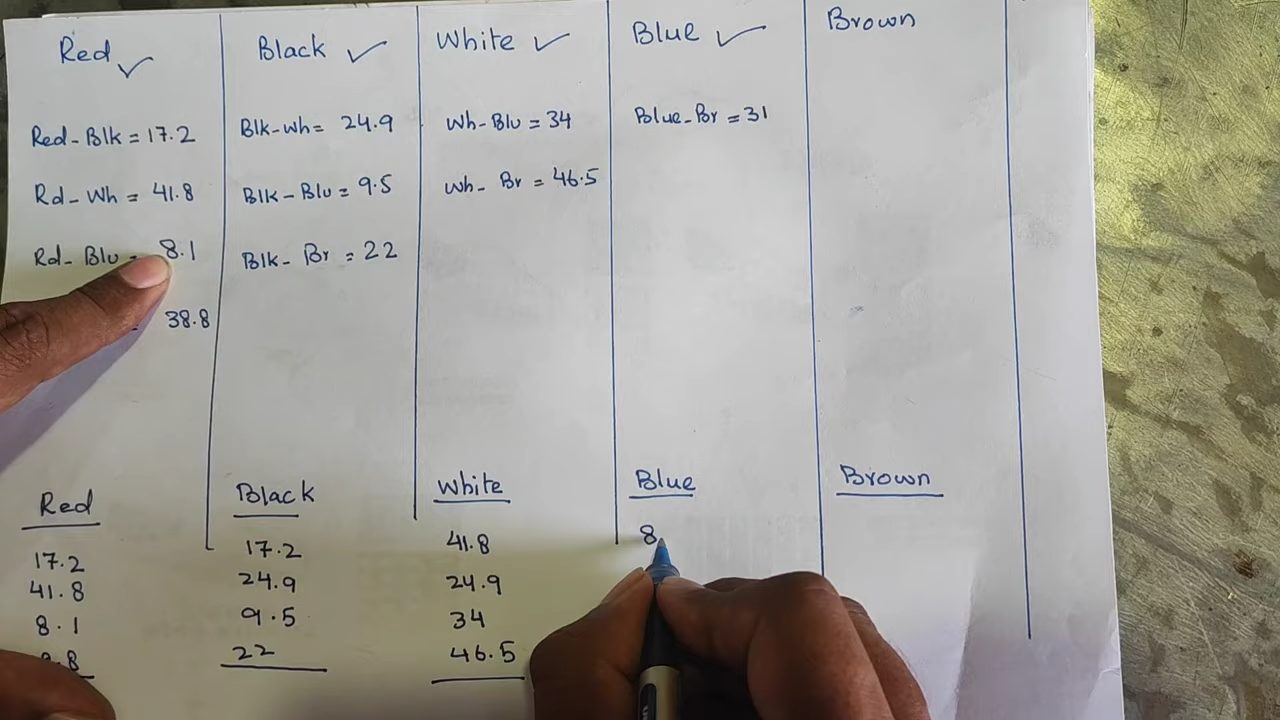 Red Black White Blue Brown
Red-Blk = 17.2 Blk-Wh = 24.9 Wh-Blu = 34 Blue-Br = 31
Rd-Wh = 41.8 Blk-Blu = 9.5 Wh-Br = 46.5
Rd-Blu = 8.1 Blk-Br = 22
38.8
Red Black White Blue Brown
17.2 17.2 41.8 8
41.8 24.9 24.9
8.1 9.5 34
8.8 22 46.5